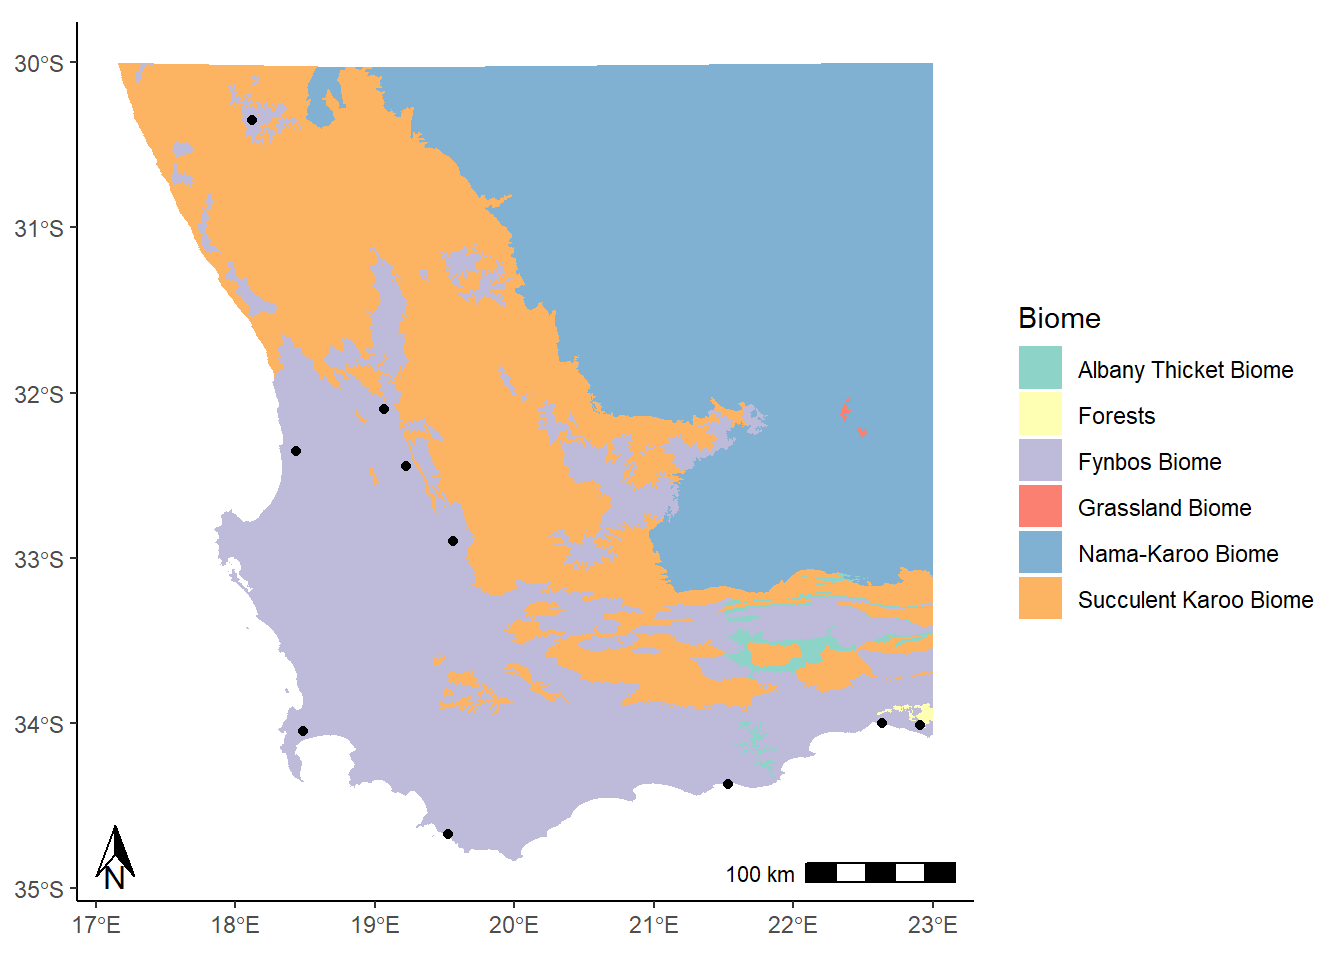 30°S
31°S
32°S
33°S
34°S
35°S
17°E
18°E
19°E
20°E
21°E
22°E
23°E
N
100 km
Biome
Albany Thicket Biome
Forests
Fynbos Biome
Grassland Biome
Nama-Karoo Biome
Succulent Karoo Biome